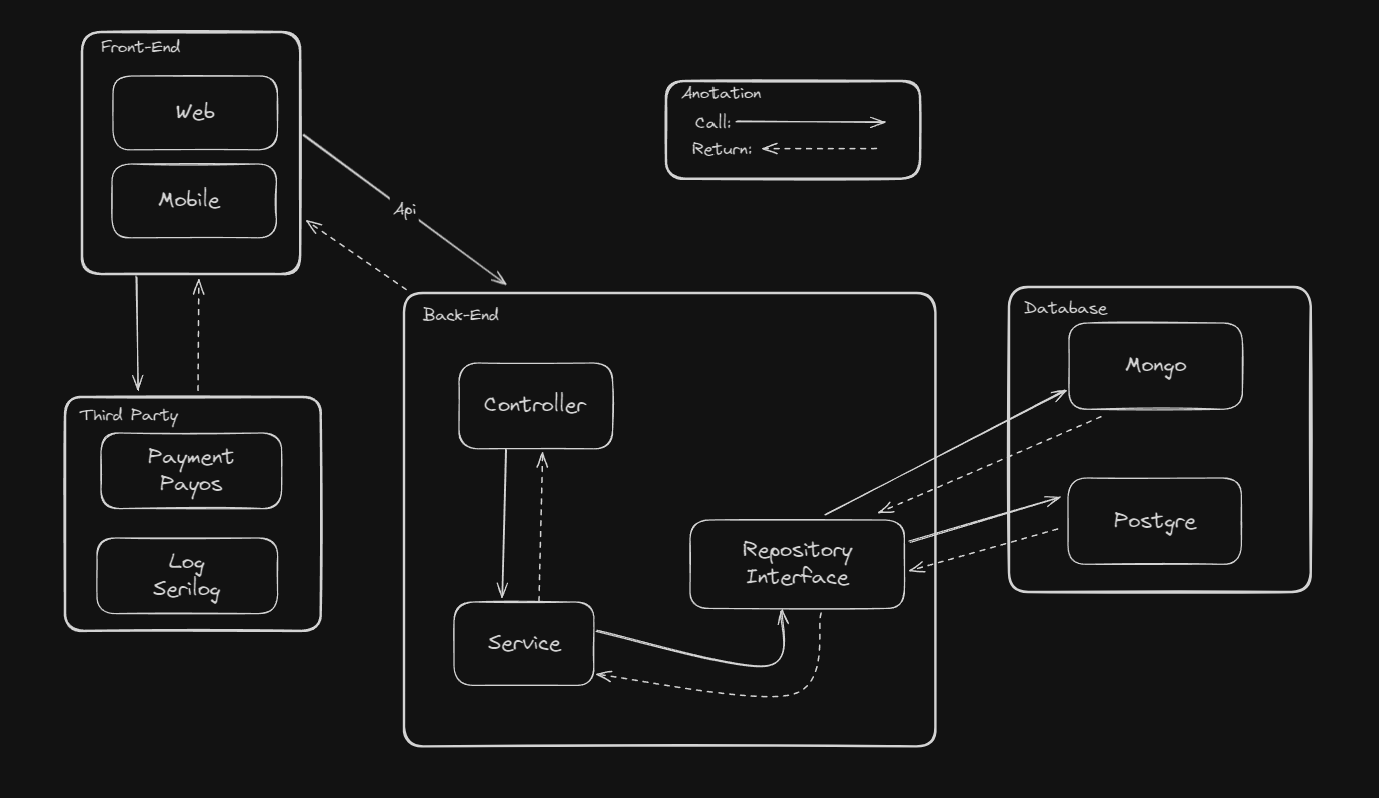 Front-End
Web
Mobile
Anotation
Call:
Return:
Api
Back-End
Controller
Service
Repository
Interface
Database
Mongo
Postgre
Third Party
Payment
Payos
Log
Serilog